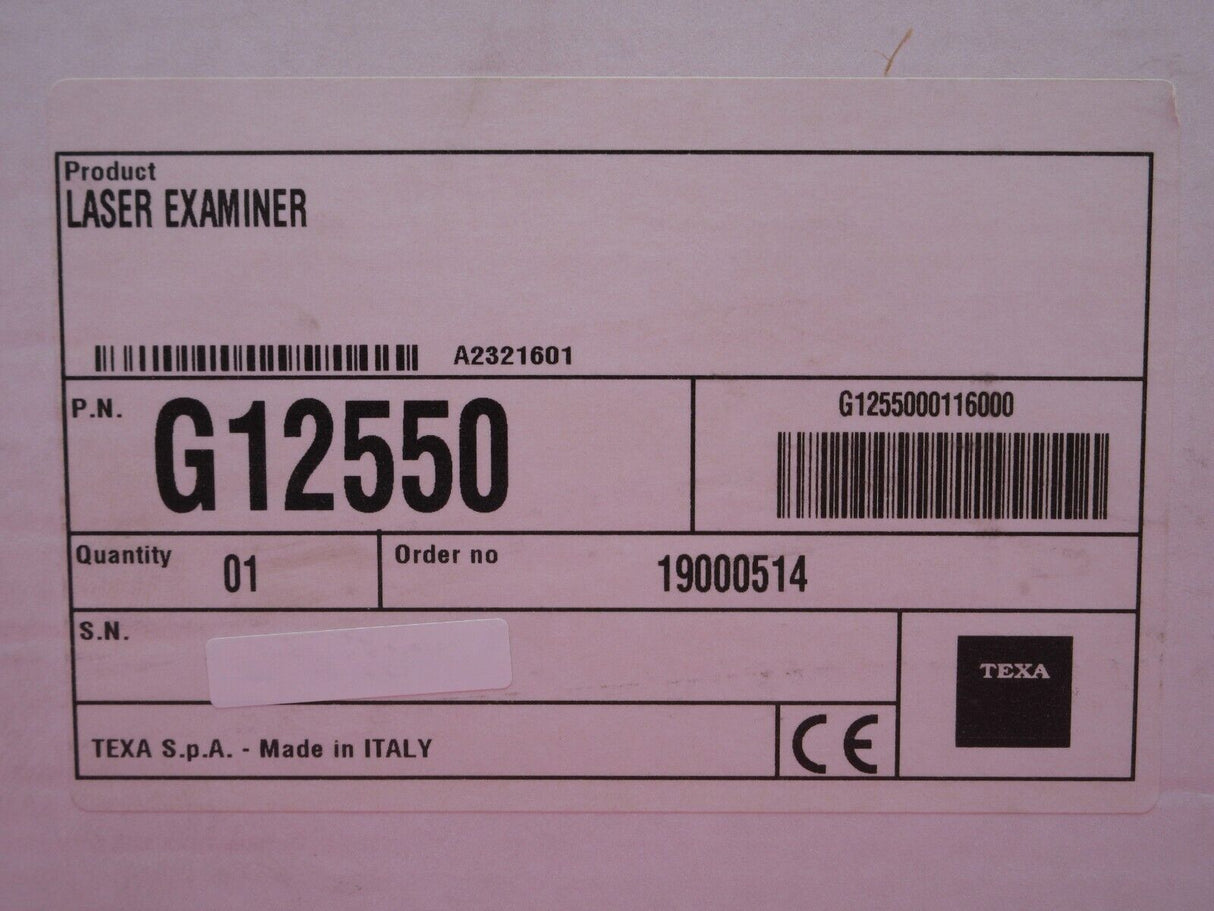 Product
LASER EXAMINER
A2321601
P.N.
G12550
G1255000116000
Quantity
01
Order no
19000514
S.N.
TEXA
TEXA S.p.A. - Made in ITALY
CE